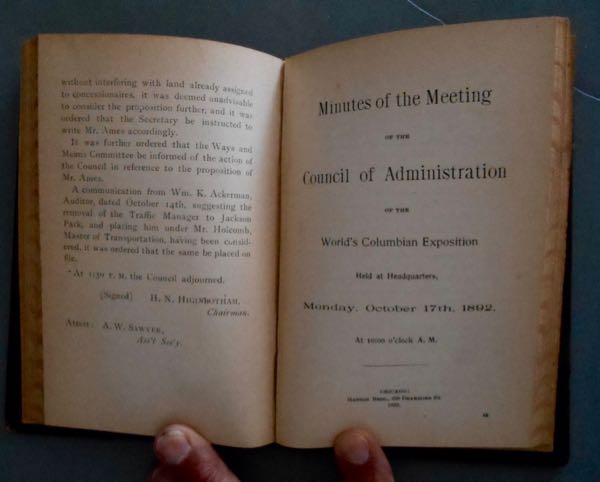 without interfering with land already assigned
to concessionaires, it was deemed unadvisable
to consider the proposition further, and it was
ordered that the Secretary be instructed to
write Mr. Ames accordingly.
It was further ordered that the Ways and
Means Committee be informed of the action of
the Council in reference to the proposition of
Mr. Ames.
A communication from Wm. K. Ackerman,
Auditor, dated October 14th, suggesting the
removal of the Traffic Manager to Jackson
Park, and placing him under Mr. Holcomb,
Master of Transportation, having been consid-
ered, it was ordered that the same be placed on
file.
At 1:30 P. M. the Council adjourned.
(Signed) H. N. Higinbotham,
Chairman.
Attest: A. W. Sawyer,
Ass't Sec'y.
Minutes of the Meeting
OF THE
Council of Administration
OF THE
World's Columbian Exposition
Held at Headquarters,
Monday, October 17th, 1892,
At 10:00 o'clock A. M.
CHICAGO:
Bros., Dearborn St
1892.